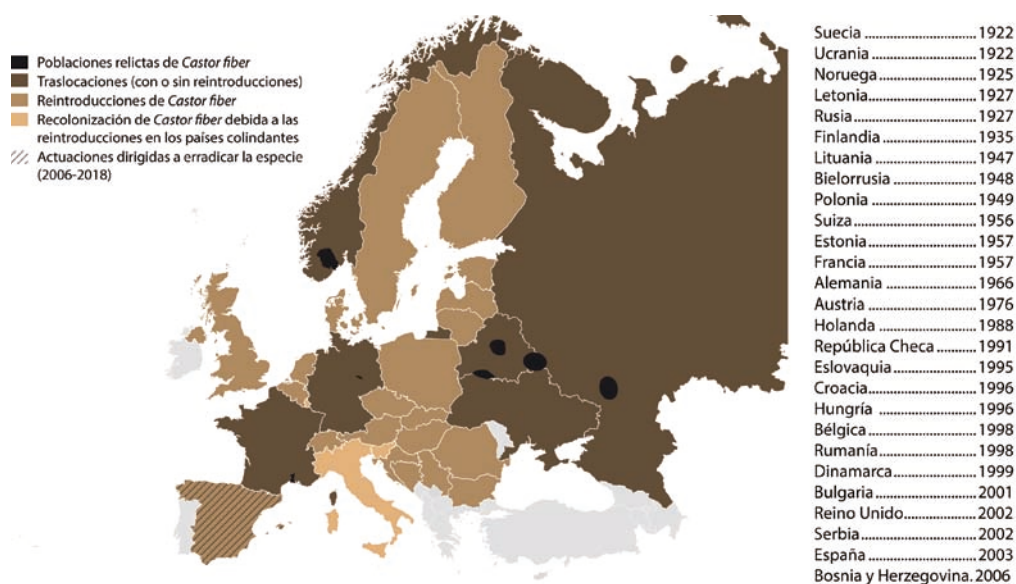 Poblaciones relictas de Castor fiber
Traslocaciones (con o sin reintroducciones)
Reintroducciones de Castor fiber
Recolonización de Castor fiber debida a las
reintroducciones en los países colindantes
Actuaciones dirigidas a erradicar la especie
(2006-2018)
Suecia ........................ 1922
Ucrania ....................... 1922
Noruega ..................... 1925
Letonia ....................... 1927
Rusia ........................... 1927
Finlandia .................... 1935
Lituania ...................... 1947
Bielorrusia ................. 1948
Polonia ....................... 1949
Suiza ........................... 1956
Estonia ....................... 1957
Francia ....................... 1957
Alemania .................... 1966
Austria ........................ 1976
Holanda ..................... 1988
República Checa ....... 1991
Eslovaquia ................. 1995
Croacia ....................... 1996
Hungría ...................... 1996
Bélgica ....................... 1998
Rumanía ..................... 1998
Dinamarca ................. 1999
Bulgaria ...................... 2001
Reino Unido ............... 2002
Serbia ......................... 2002
España ....................... 2003
Bosnia y Herzegovina. 2006